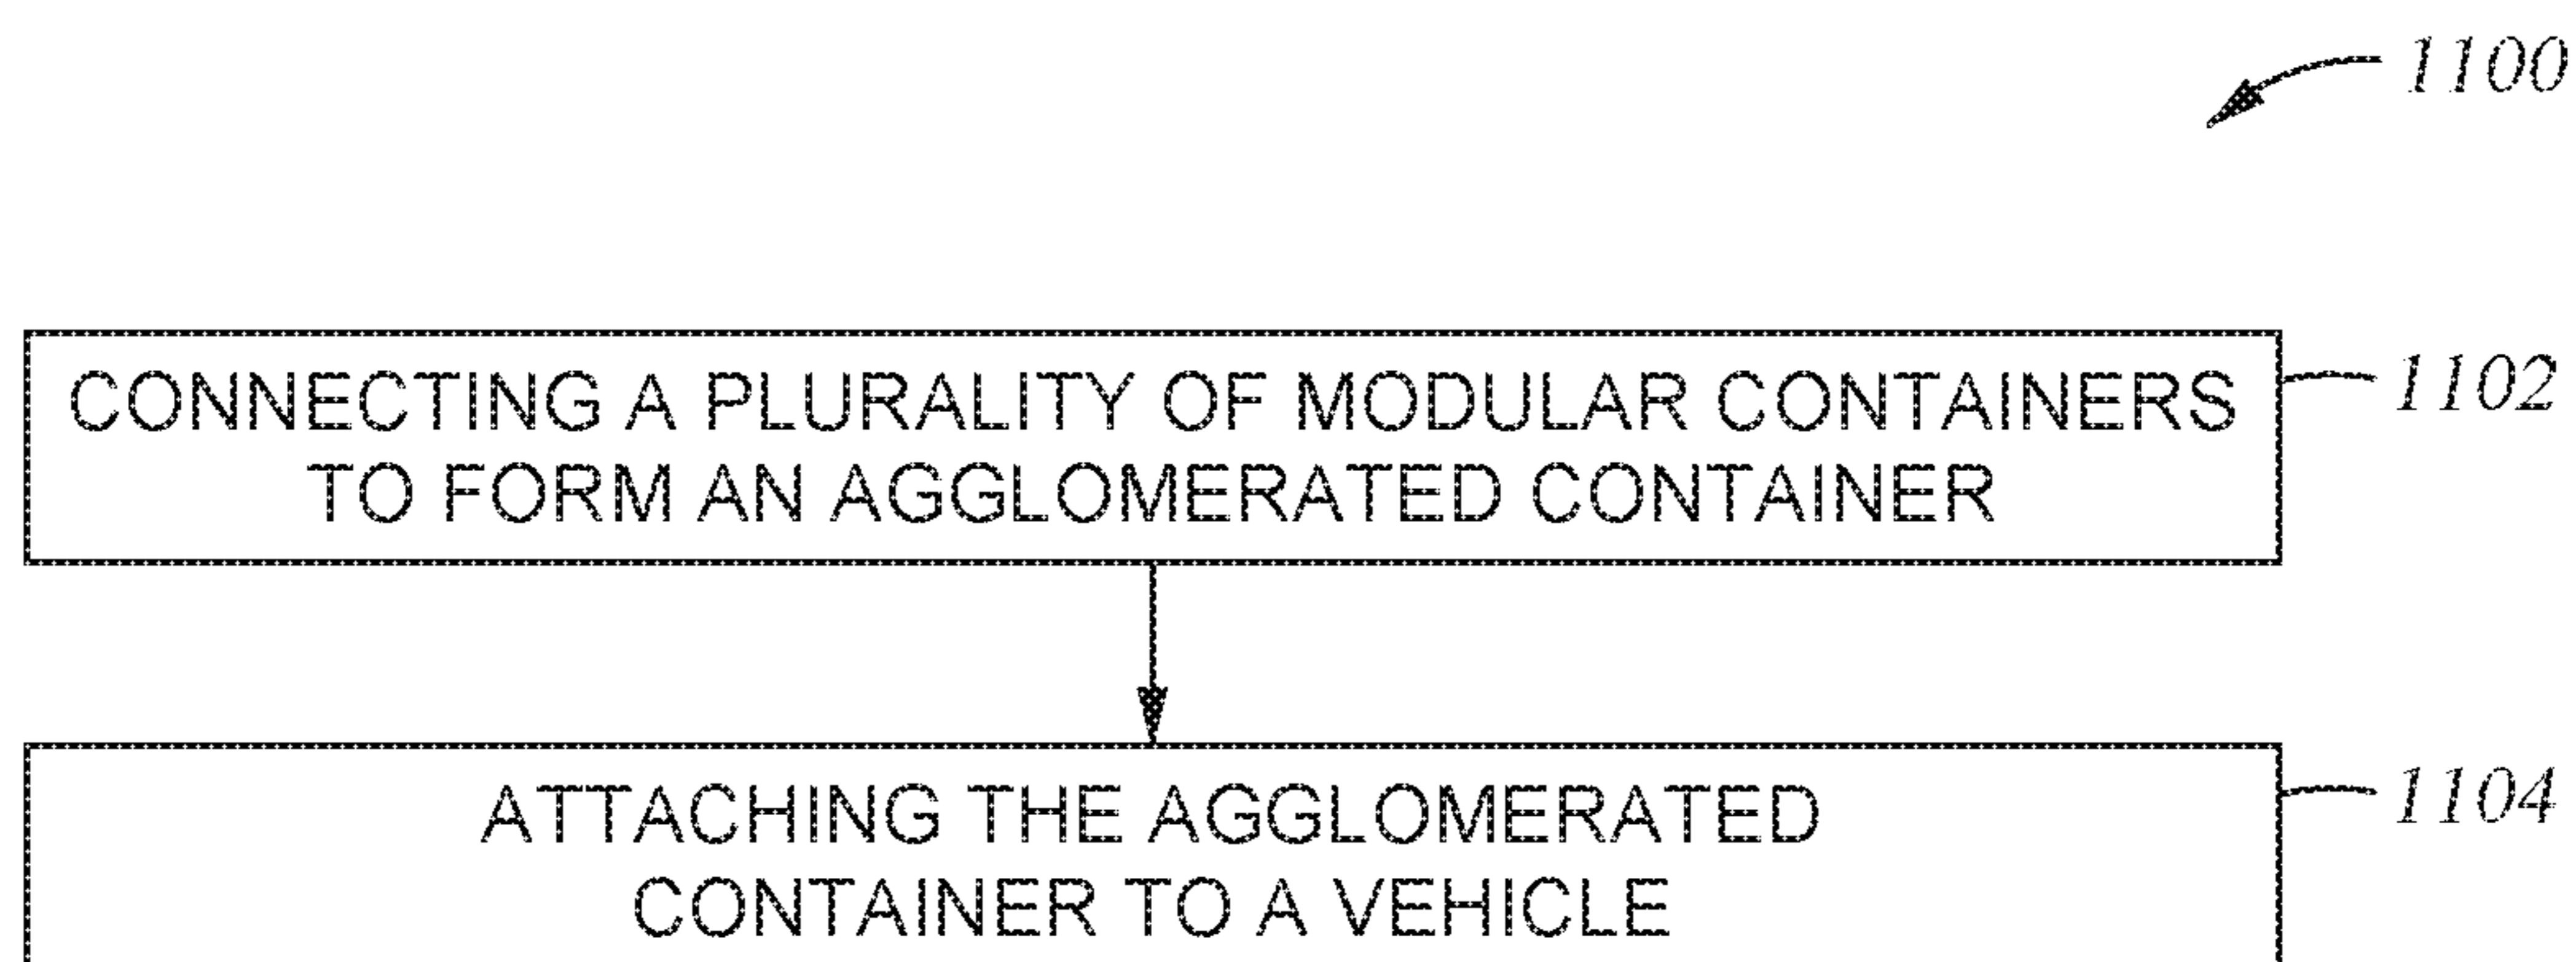 1100
CONNECTING A PLURALITY OF MODULAR CONTAINERS
TO FORM AN AGGLOMERATED CONTAINER
1102
ATTACHING THE AGGLOMERATED
CONTAINER TO A VEHICLE
1104